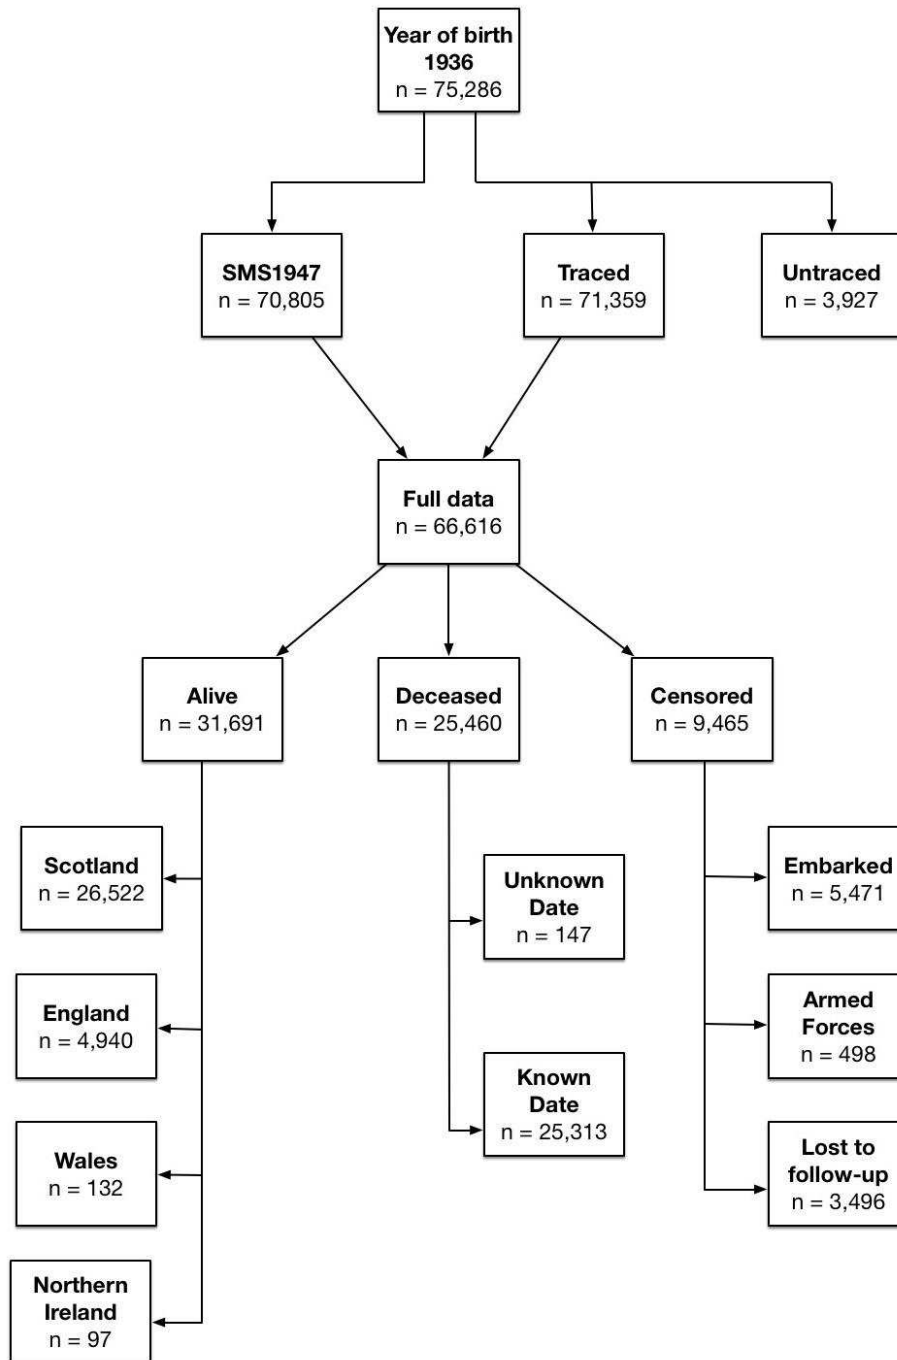 Year of birth
1936
n = 75,286
SMS1947
n = 70,805
Traced
n = 71,359
Untraced
n = 3,927
Full data
n = 66,616
Alive
n = 31,691
Deceased
n = 25,460
Censored
n = 9,465
Scotland
n = 26,522
England
n = 4,940
Wales
n = 132
Northern
Ireland
n = 97
Unknown
Date
n = 147
Known
Date
n = 25,313
Embarked
n = 5,471
Armed
Forces
n = 498
Lost to
follow-up
n = 3,496